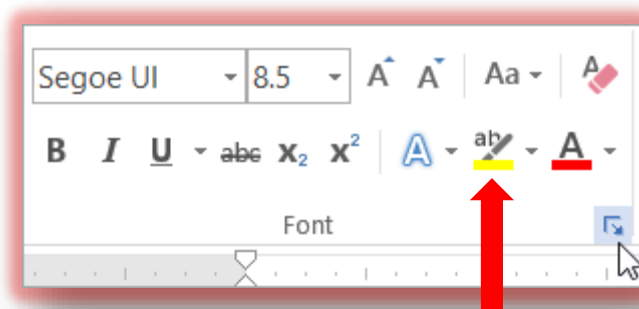 Segoe UI 8.5 A A Aa A
B I U abc X₂ X² A ab A
Font